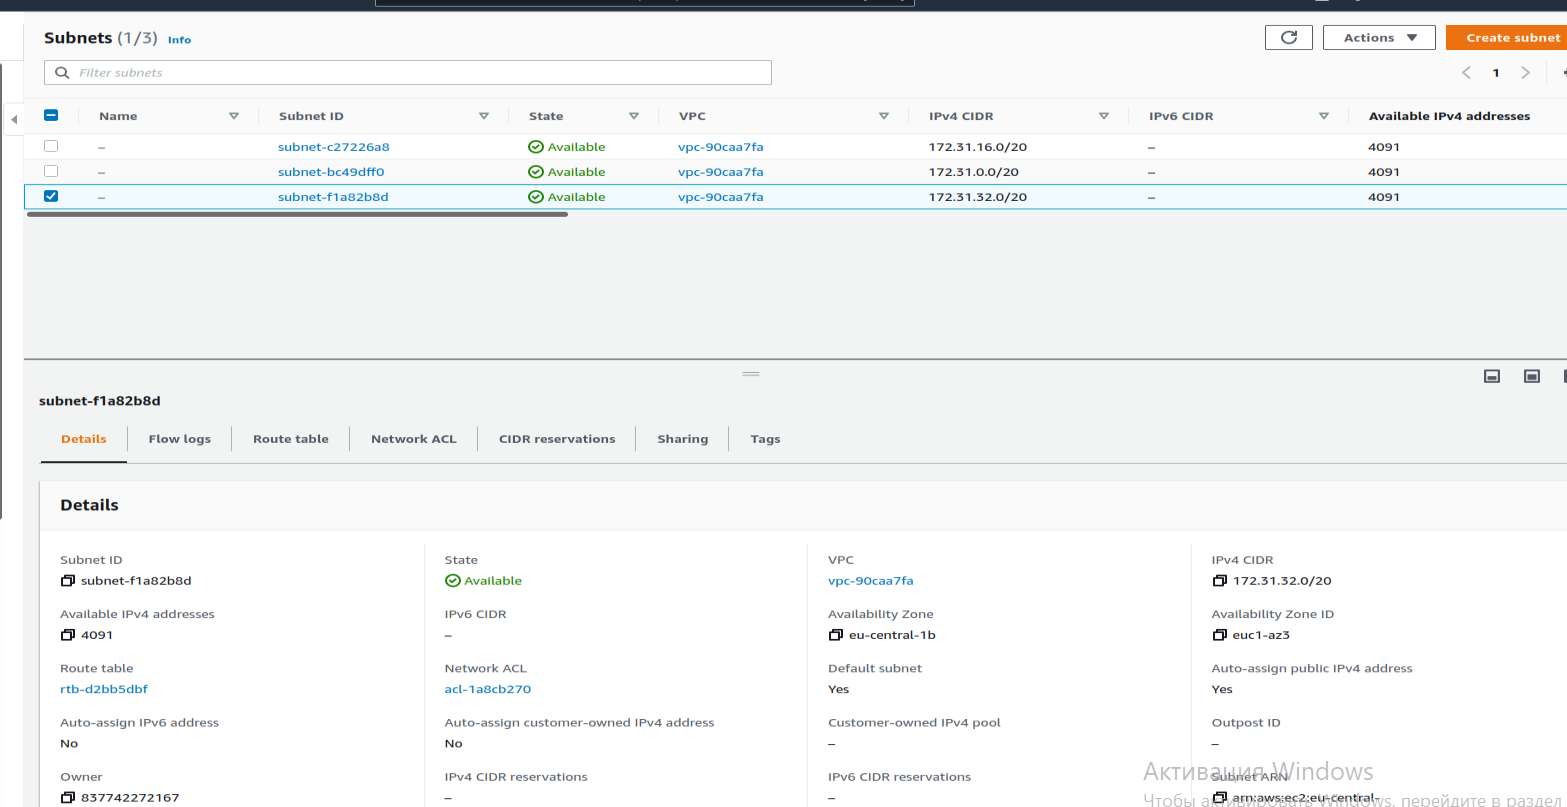 Subnets (1/3) Info
Actions
Create subnet
Filter subnets
1
Name Subnet ID State VPC IPv4 CIDR IPv6 CIDR Available IPv4 addresses
– subnet-c27226a8 Available vpc-90caa7fa 172.31.16.0/20 – 4091
– subnet-bc49dff0 Available vpc-90caa7fa 172.31.0.0/20 – 4091
– subnet-f1a82b8d Available vpc-90caa7fa 172.31.32.0/20 – 4091
subnet-f1a82b8d
Details Flow logs Route table Network ACL CIDR reservations Sharing Tags
Details
Subnet ID State VPC IPv4 CIDR
subnet-f1a82b8d Available vpc-90caa7fa 172.31.32.0/20
Available IPv4 addresses IPv6 CIDR Availability Zone Availability Zone ID
4091 – eu-central-1b euc1-az3
Route table Network ACL Default subnet Auto-assign public IPv4 address
rtb-d2bb5dbf acl-1a8cb270 Yes Yes
Auto-assign IPv6 address Auto-assign customer-owned IPv4 address Customer-owned IPv4 pool Outpost ID
No No – –
Owner IPv4 CIDR reservations IPv6 CIDR reservations Subnet ARN
837742272167 – – arn:aws:ec2:eu-central-
Активация Windows
Чтобы активировать Windows, перейдите в раздел